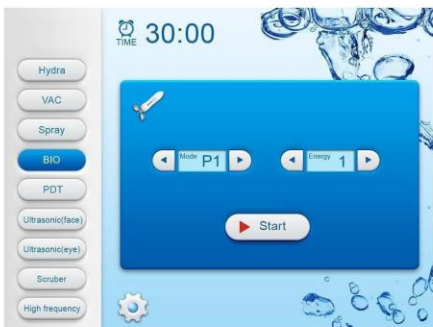 TIME 30:00
Hydra
VAC
Spray
BIO
PDT
Ultrasonic(face)
Ultrasonic(eye)
Scruber
High frequency
Mode P1
Energy 1
Start